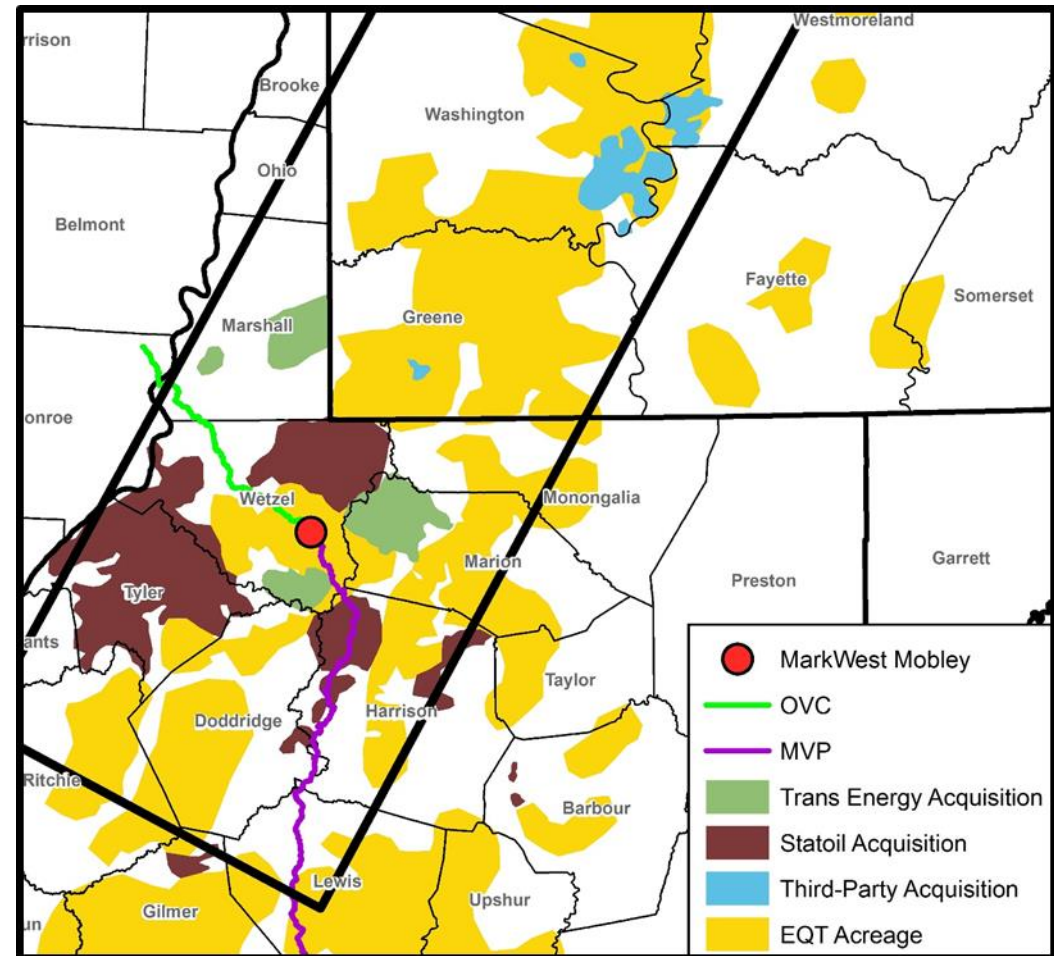 rrison
Westmoreland
Brooke
Washington
Ohio
Belmont
Fayette
Somerset
Marshall
Greene
onroe
Wetzel
Monongalia
Marion
Garrett
Preston
Tyler
ants
Taylor
Harrison
Doddridge
Ritchie
Barbour
Lewis
Upshur
Gilmer
un
MarkWest Mobley
OVC
MVP
Trans Energy Acquisition
Statoil Acquisition
Third-Party Acquisition
EQT Acreage